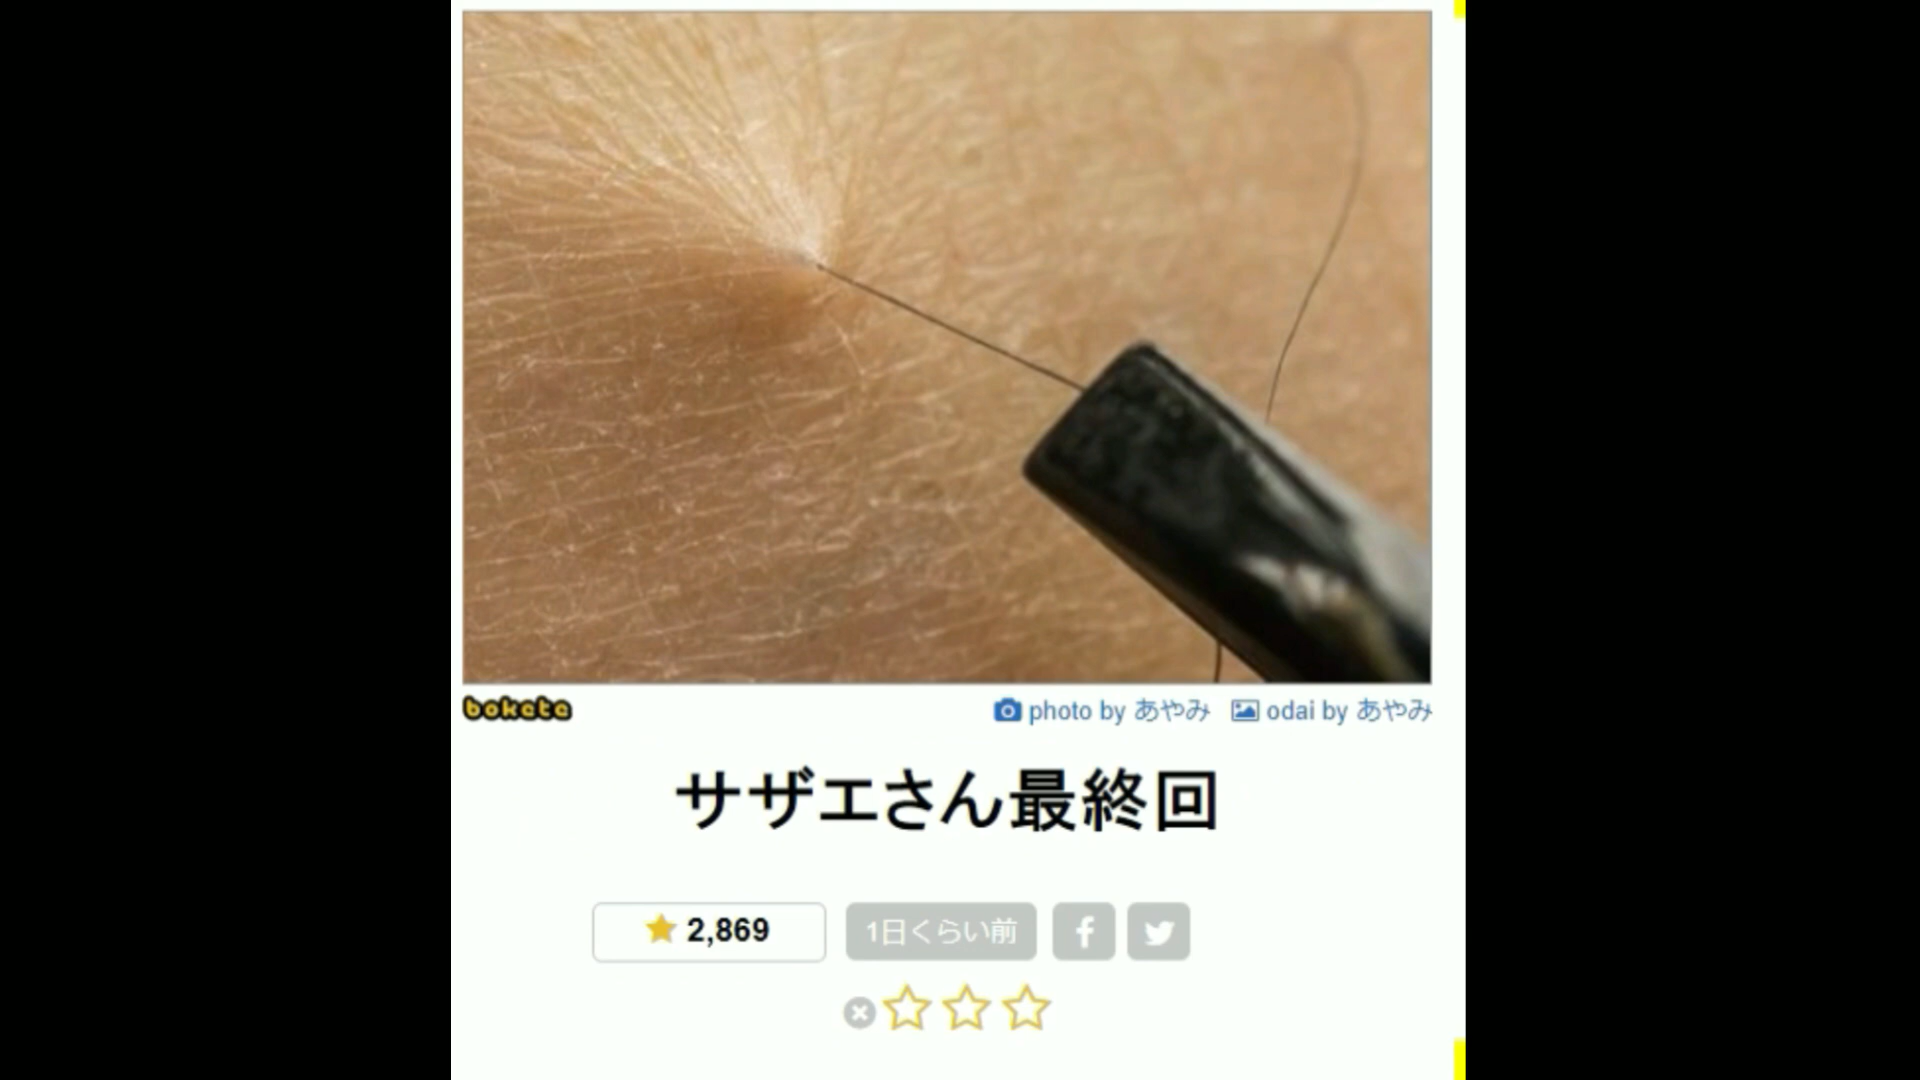 bokete
photo by あやみ odai by あやみ
サザエさん最終回
2,869 1日くらい前